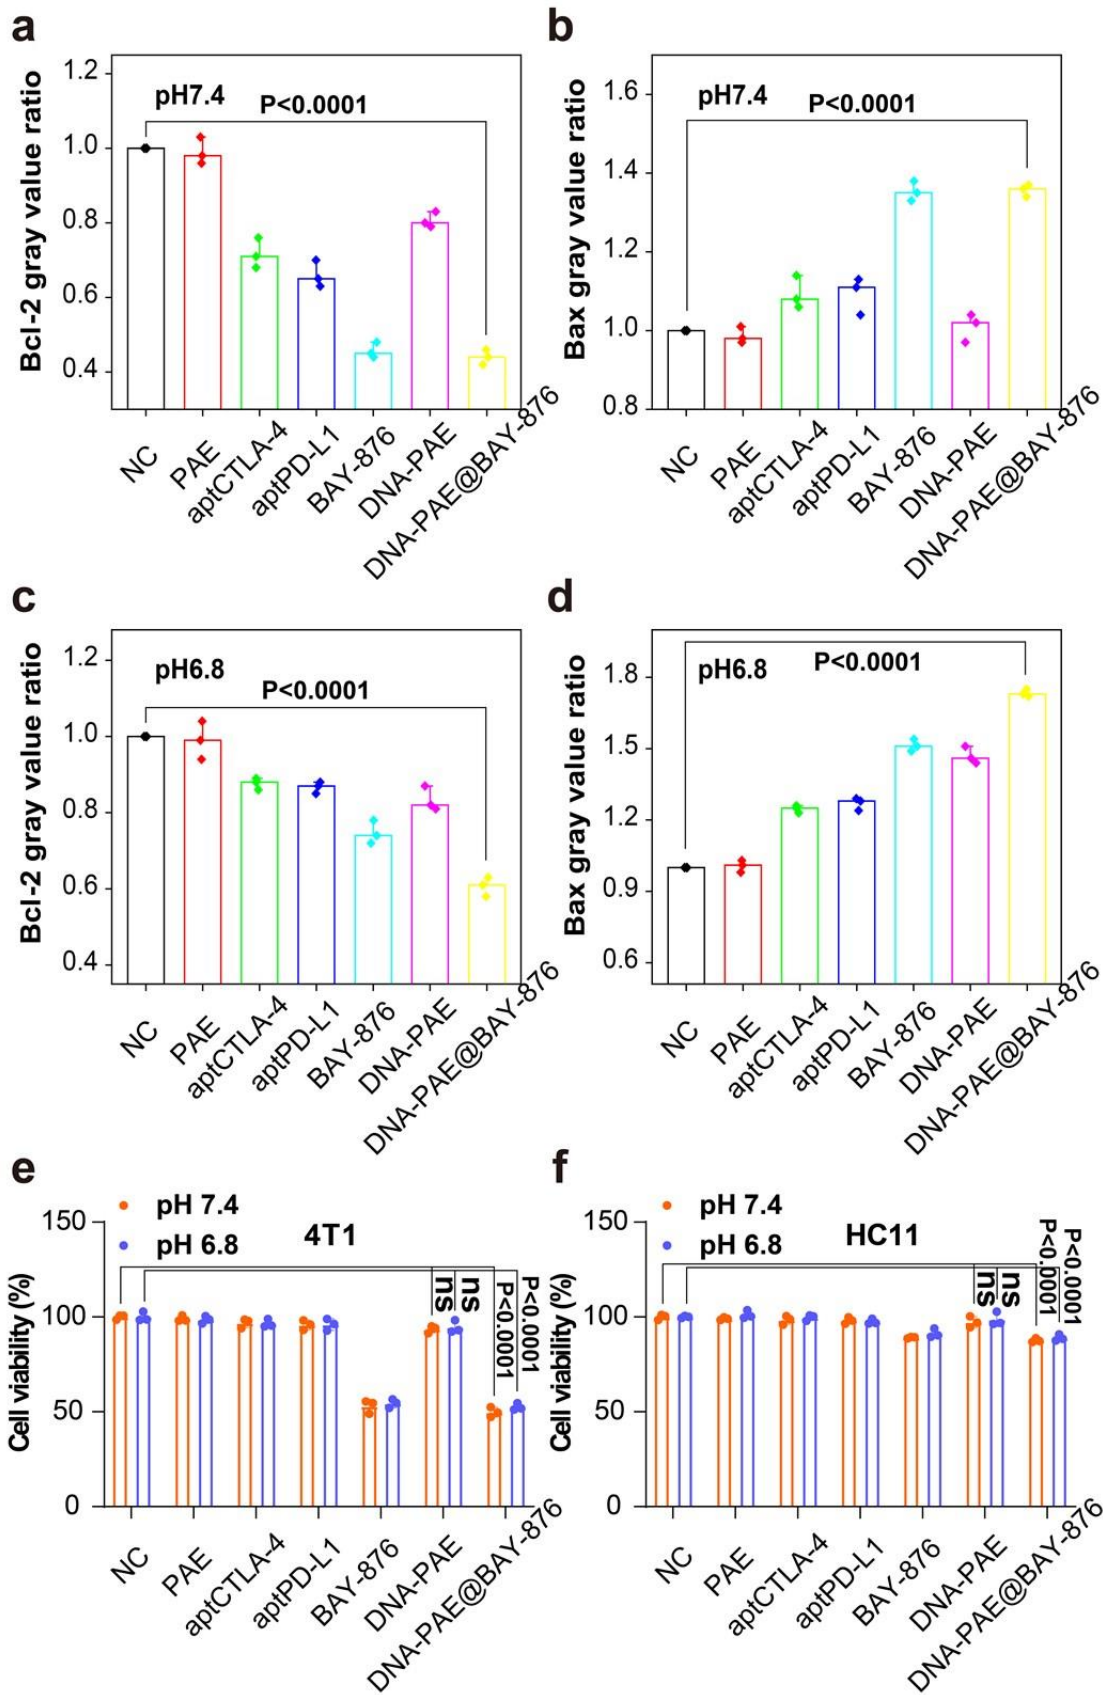 a
Bcl-2 gray value ratio
1.2
1.0
0.8
0.6
0.4
pH7.4
P<0.0001
NC
PAE
aptCTLA-4
aptPD-L1
BAY-876
DNA-PAE
DNA-PAE@BAY-876
b
Bax gray value ratio
1.6
1.4
1.2
1.0
0.8
pH7.4
P<0.0001
NC
PAE
aptCTLA-4
aptPD-L1
BAY-876
DNA-PAE
DNA-PAE@BAY-876
c
Bcl-2 gray value ratio
1.2
1.0
0.8
0.6
0.4
pH6.8
P<0.0001
NC
PAE
aptCTLA-4
aptPD-L1
BAY-876
DNA-PAE
DNA-PAE@BAY-876
d
Bax gray value ratio
1.8
1.5
1.2
0.9
0.6
pH6.8
P<0.0001
NC
PAE
aptCTLA-4
aptPD-L1
BAY-876
DNA-PAE
DNA-PAE@BAY-876
e
Cell viability (%)
150
100
50
0
pH 7.4
pH 6.8
4T1
ns
ns
P<0.0001
P<0.0001
NC
PAE
aptCTLA-4
aptPD-L1
BAY-876
DNA-PAE
DNA-PAE@BAY-876
f
Cell viability (%)
150
100
50
0
pH 7.4
pH 6.8
HC11
ns
ns
P<0.0001
P<0.0001
NC
PAE
aptCTLA-4
aptPD-L1
BAY-876
DNA-PAE
DNA-PAE@BAY-876